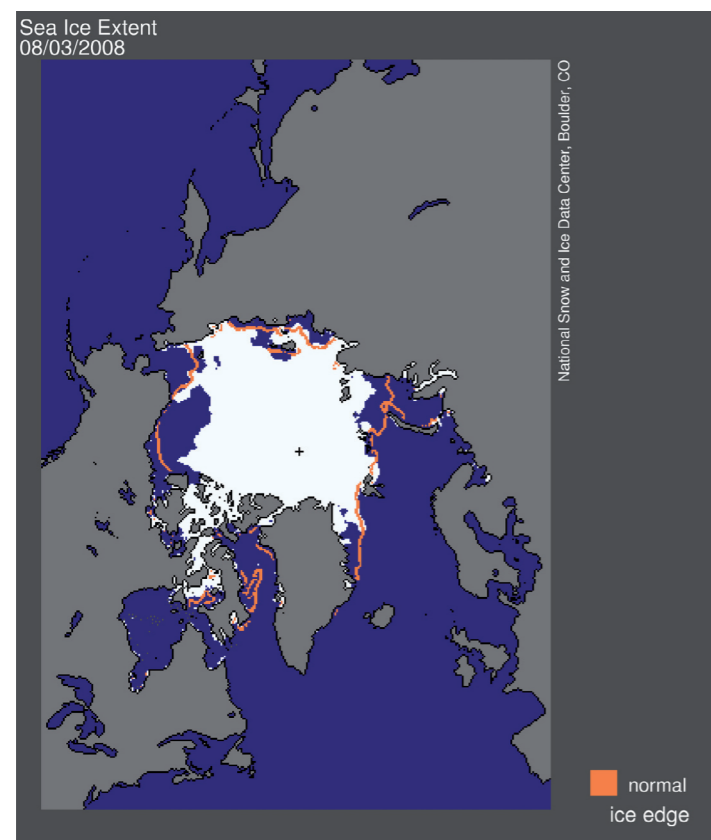 Sea Ice Extent
08/03/2008
National Snow and Ice Data Center, Boulder, CO
normal
ice edge